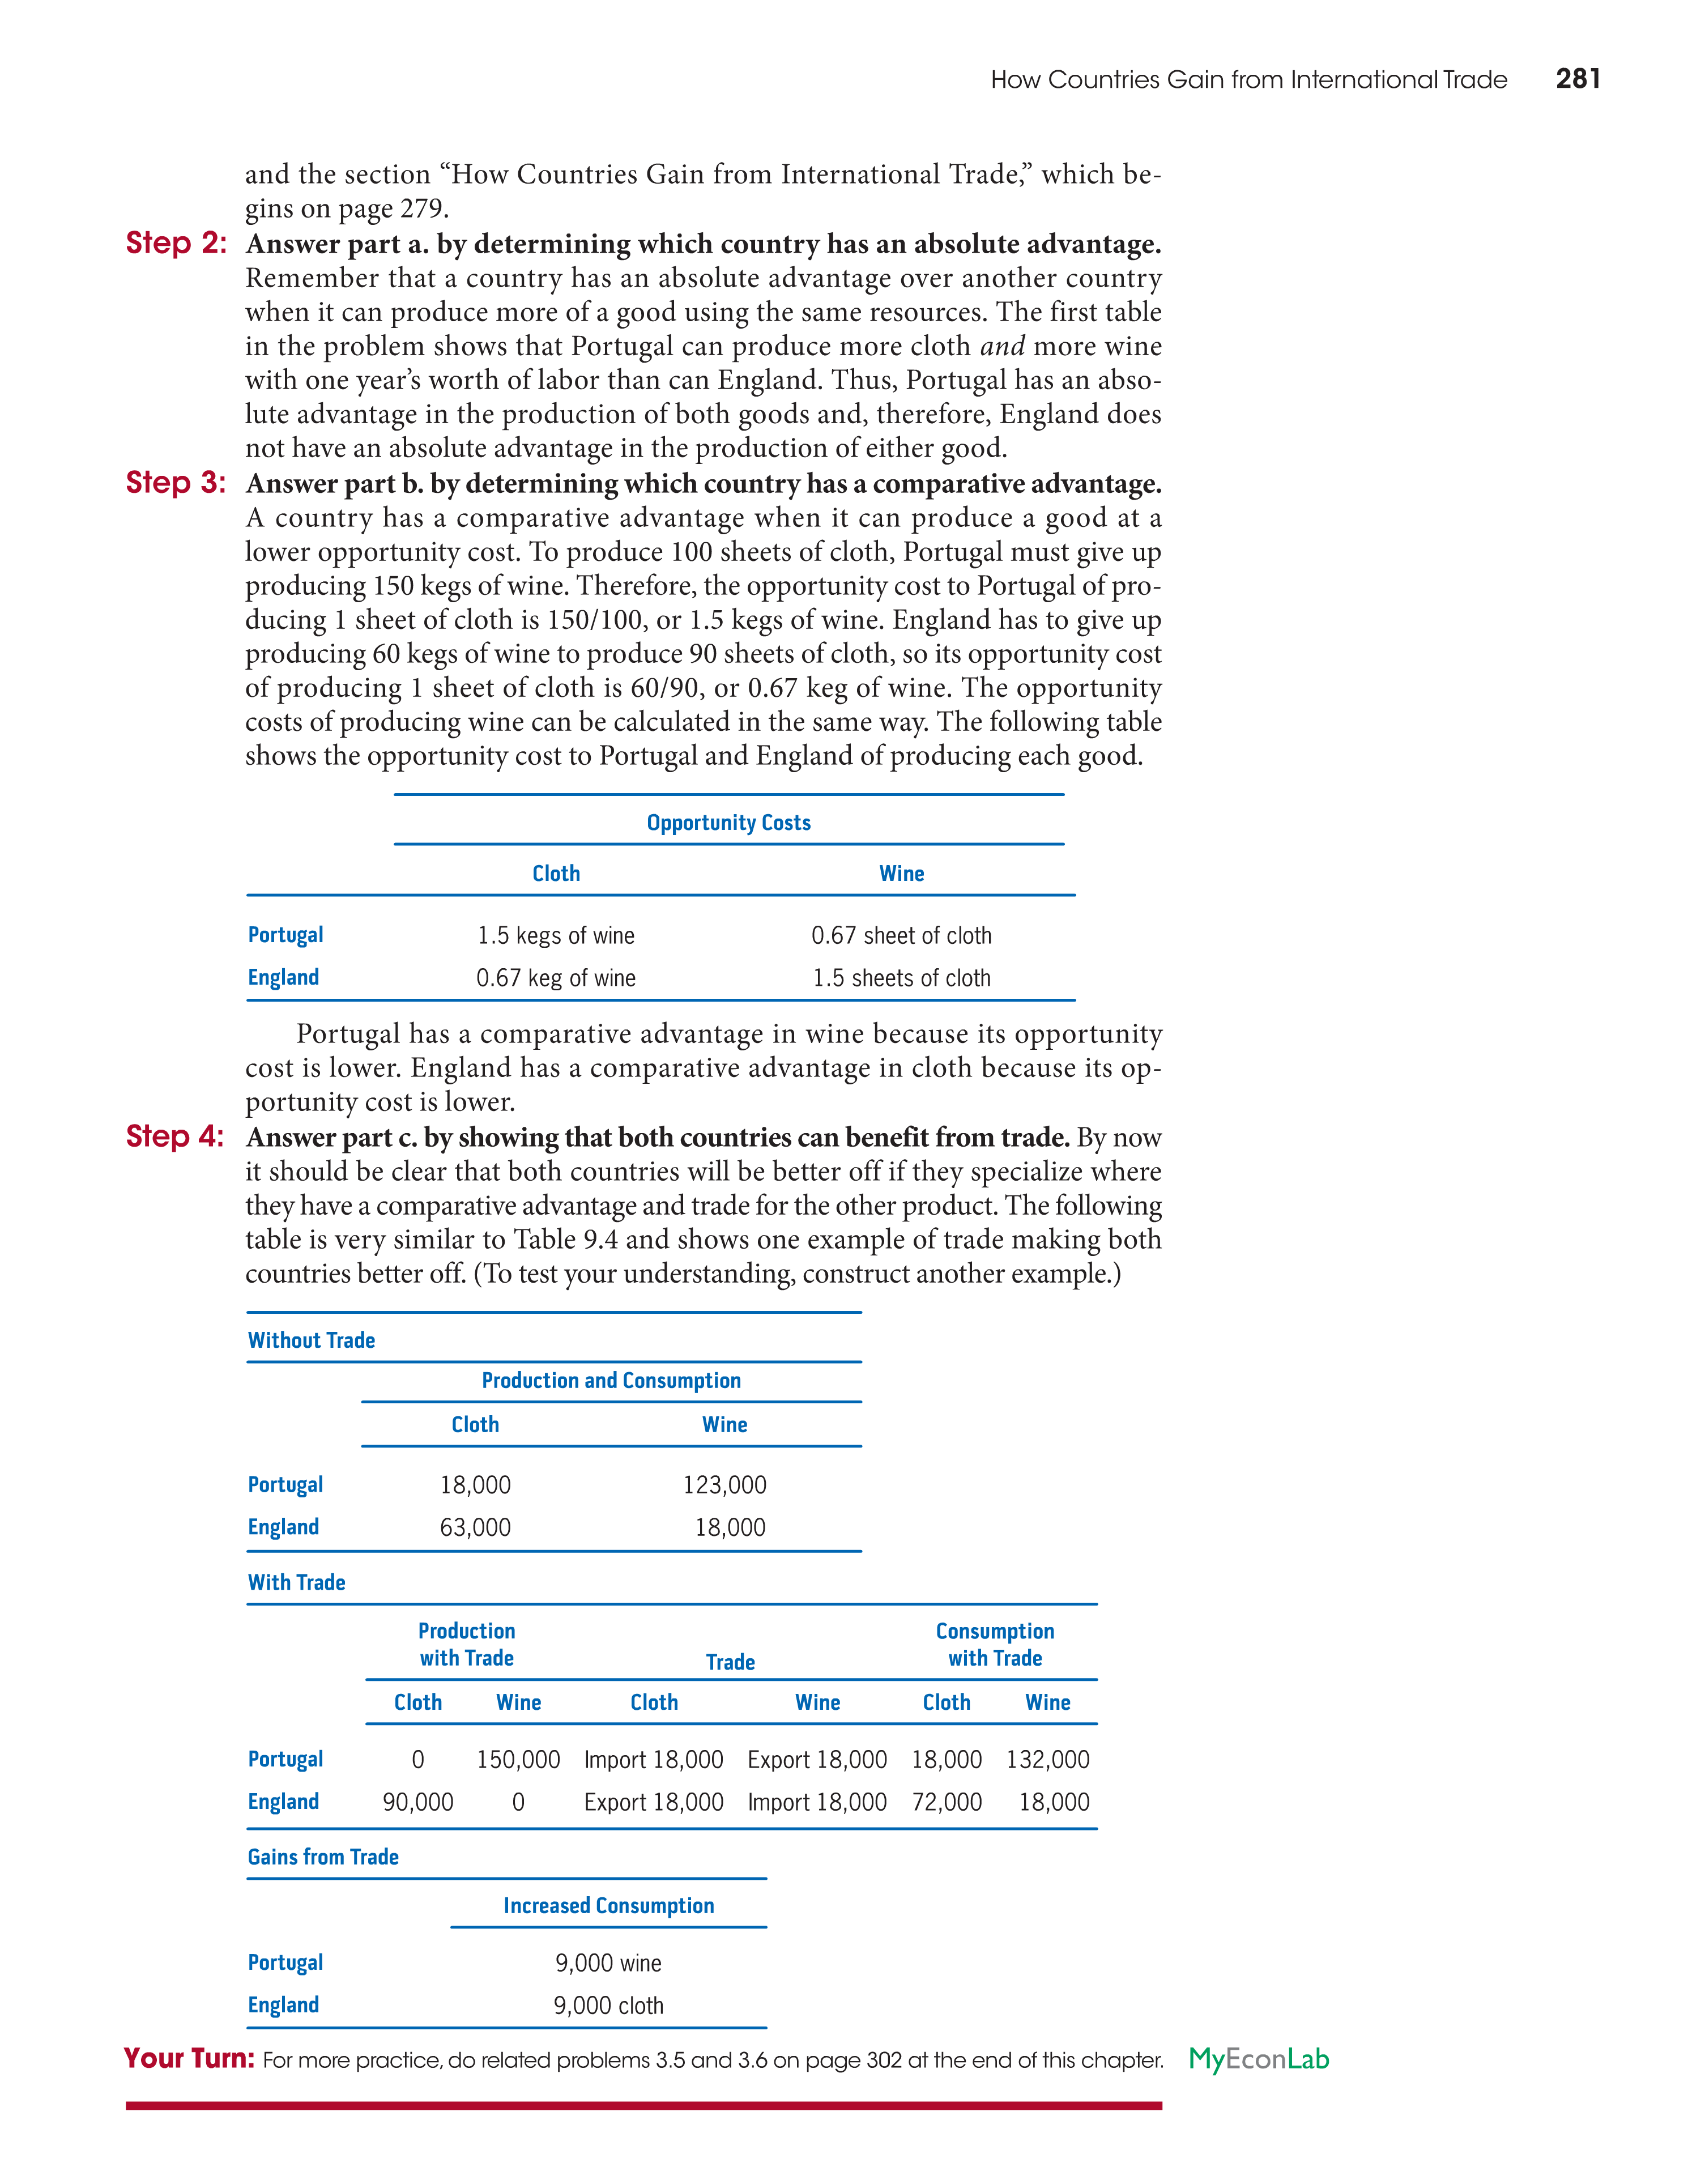 How Countries Gain from International Trade 281
and the section “How Countries Gain from International Trade,” which be-
gins on page 279.
Step 2: Answer part a. by determining which country has an absolute advantage.
Remember that a country has an absolute advantage over another country
when it can produce more of a good using the same resources. The first table
in the problem shows that Portugal can produce more cloth and more wine
with one year’s worth of labor than can England. Thus, Portugal has an abso-
lute advantage in the production of both goods and, therefore, England does
not have an absolute advantage in the production of either good.
Step 3: Answer part b. by determining which country has a comparative advantage.
A country has a comparative advantage when it can produce a good at a
lower opportunity cost. To produce 100 sheets of cloth, Portugal must give up
producing 150 kegs of wine. Therefore, the opportunity cost to Portugal of pro-
ducing 1 sheet of cloth is 150/100, or 1.5 kegs of wine. England has to give up
producing 60 kegs of wine to produce 90 sheets of cloth, so its opportunity cost
of producing 1 sheet of cloth is 60/90, or 0.67 keg of wine. The opportunity
costs of producing wine can be calculated in the same way. The following table
shows the opportunity cost to Portugal and England of producing each good.
Opportunity Costs
Cloth Wine
Portugal 1.5 kegs of wine 0.67 sheet of cloth
England 0.67 keg of wine 1.5 sheets of cloth
Portugal has a comparative advantage in wine because its opportunity
cost is lower. England has a comparative advantage in cloth because its op-
portunity cost is lower.
Step 4: Answer part c. by showing that both countries can benefit from trade. By now
it should be clear that both countries will be better off if they specialize where
they have a comparative advantage and trade for the other product. The following
table is very similar to Table 9.4 and shows one example of trade making both
countries better off. (To test your understanding, construct another example.)
Without Trade
Production and Consumption
Cloth Wine
Portugal 18,000 123,000
England 63,000 18,000
With Trade
Production Consumption
with Trade Trade with Trade
Cloth Wine Cloth Wine Cloth Wine
Portugal 0 150,000 Import 18,000 Export 18,000 18,000 132,000
England 90,000 0 Export 18,000 Import 18,000 72,000 18,000
Gains from Trade
Increased Consumption
Portugal 9,000 wine
England 9,000 cloth
Your Turn: For more practice, do related problems 3.5 and 3.6 on page 302 at the end of this chapter. MyEconLab